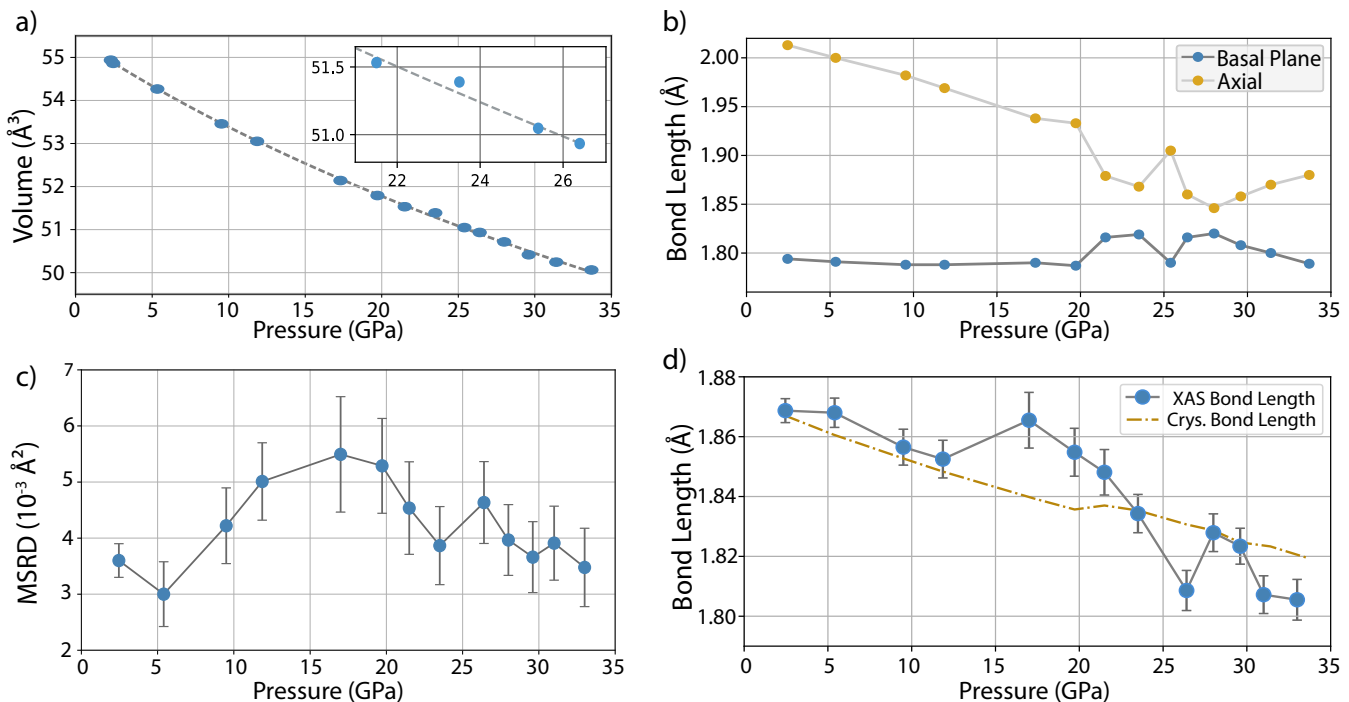 a)
Volume (Å³)
55
54
53
52
51
50
51.5
51.0
22 24 26
0 5 10 15 20 25 30 35
Pressure (GPa)
b)
Bond Length (Å)
2.00
1.95
1.90
1.85
1.80
Basal Plane
Axial
0 5 10 15 20 25 30 35
Pressure (GPa)
c)
MSRD (10⁻³ Å²)
7
6
5
4
3
2
0 5 10 15 20 25 30 35
Pressure (GPa)
d)
Bond Length (Å)
1.88
1.86
1.84
1.82
1.80
XAS Bond Length
Crys. Bond Length
0 5 10 15 20 25 30 35
Pressure (GPa)